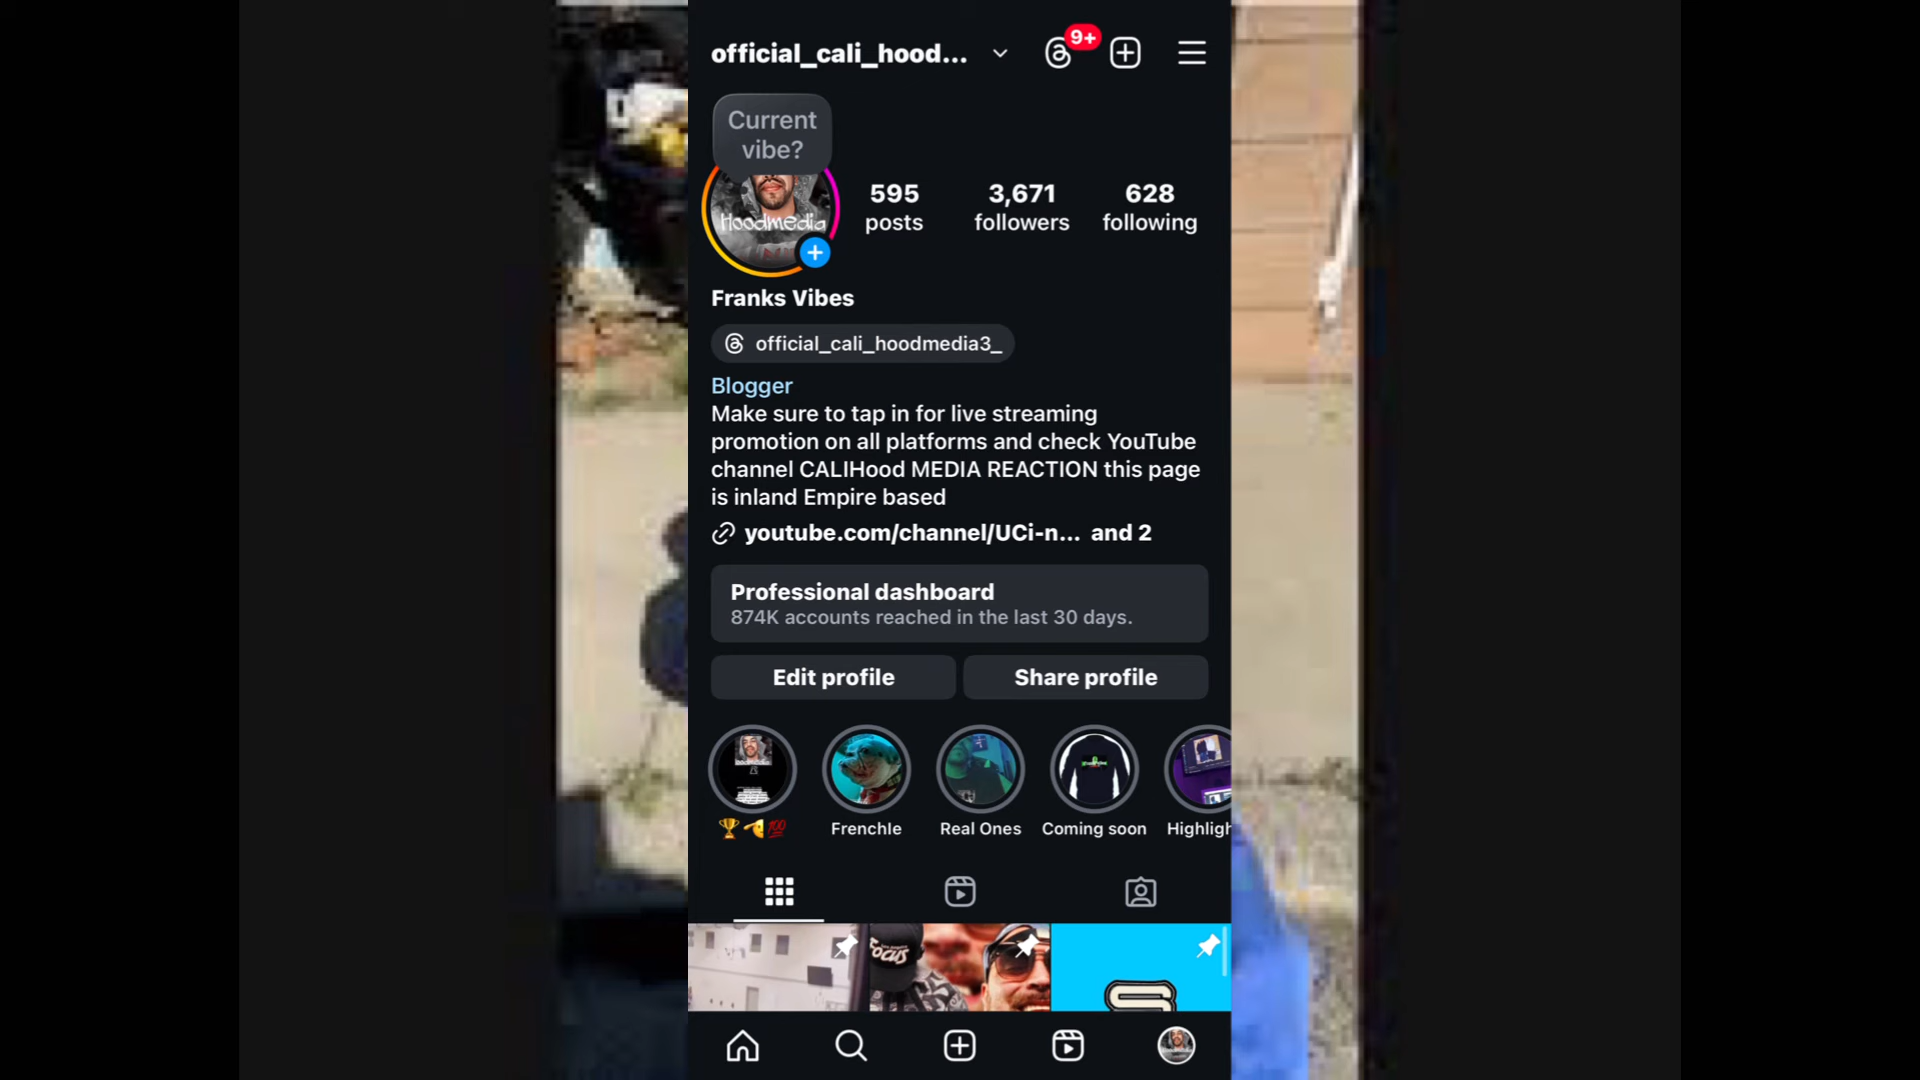 official_cali_hood...
9+
Current
vibe?
Hoodmedia
595
posts
3,671
followers
628
following
Franks Vibes
official_cali_hoodmedia3_
Blogger
Make sure to tap in for live streaming
promotion on all platforms and check YouTube
channel CALIHood MEDIA REACTION this page
is inland Empire based
youtube.com/channel/UCi-n... and 2
Professional dashboard
874K accounts reached in the last 30 days.
Edit profile
Share profile
🏆🫡💯
Frenchle
Real Ones
Coming soon
Highligh
FOCUS